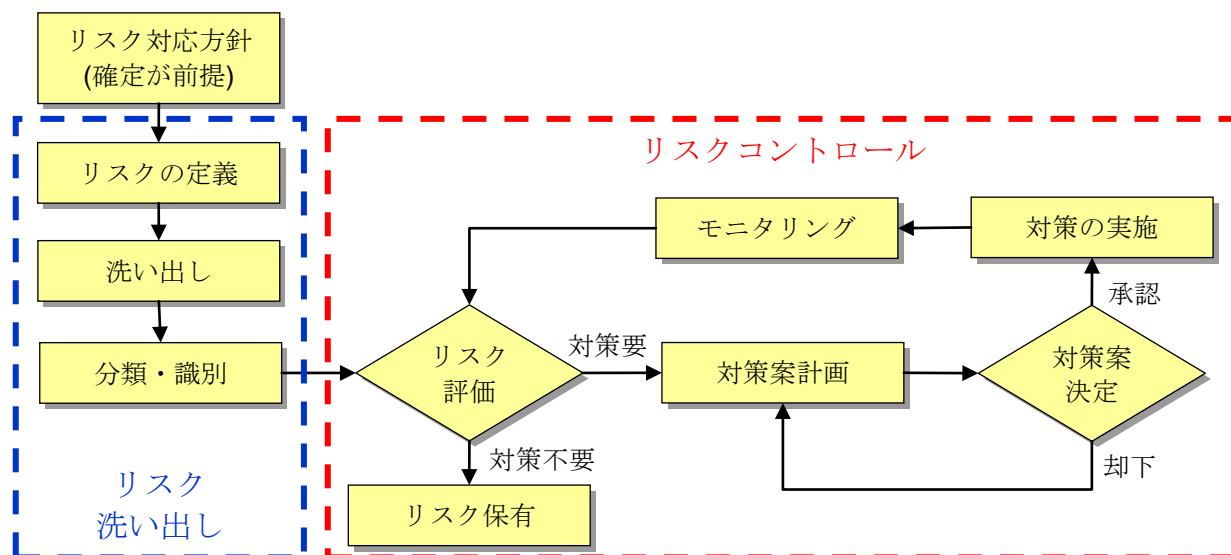 リスク対応方針
(確定が前提)
リスクの定義
洗い出し
分類・識別
リスク
洗い出し
リスクコントロール
モニタリング
対策の実施
承認
リスク
評価
対策要
対策案計画
対策案
決定
対策不要
却下
リスク保有